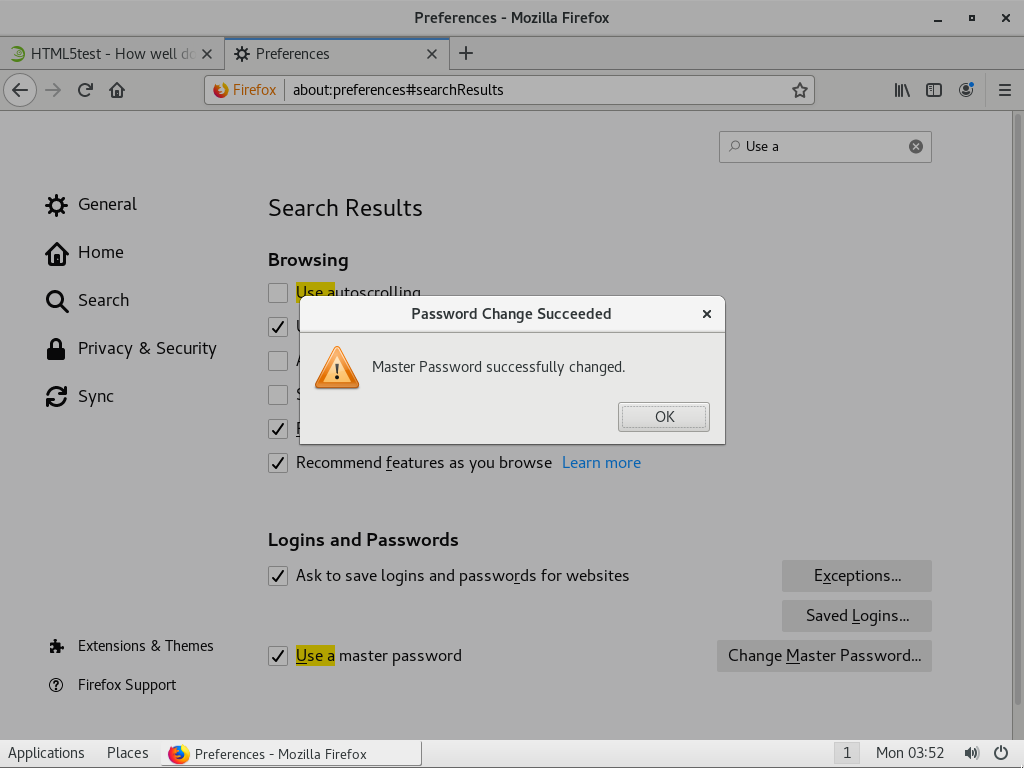 Preferences - Mozilla Firefox
HTML5test - How well do
Preferences
Firefox
about:preferences#searchResults
Use a
General
Home
Search
Privacy & Security
Sync
Extensions & Themes
Firefox Support
Search Results
Browsing
Use autoscrolling
Password Change Succeeded
Master Password successfully changed.
OK
Recommend features as you browse Learn more
Logins and Passwords
Ask to save logins and passwords for websites
Exceptions...
Saved Logins...
Use a master password
Change Master Password...
Applications Places Preferences - Mozilla Firefox 1 Mon 03:52